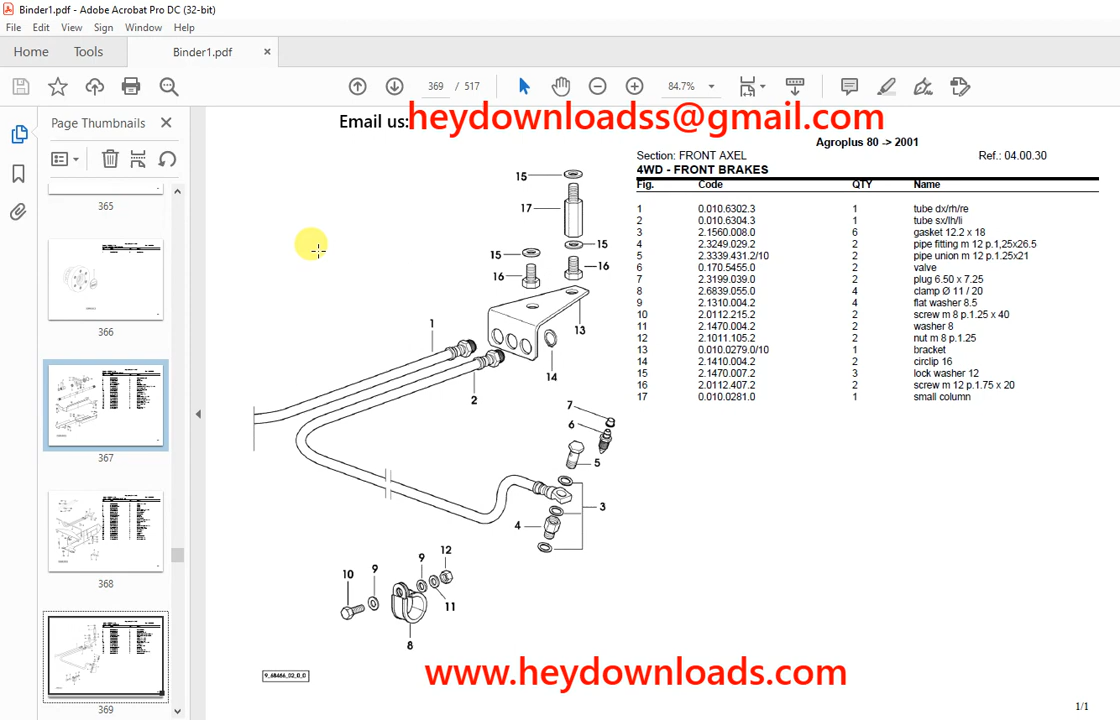 Binder1.pdf - Adobe Acrobat Pro DC (32-bit)
File Edit View Sign Window Help
Home Tools Binder1.pdf ×
369 / 517 84.7%
Page Thumbnails
365
366
367
368
369
Email us: heydownloadss@gmail.com
Agroplus 80 -> 2001
Section: FRONT AXEL Ref.: 04.00.30
4WD - FRONT BRAKES
Fig. Code QTY Name
1 0.010.6302.3 1 tube dx/rh/re
2 0.010.6304.3 1 tube sx/lh/li
3 2.1560.008.0 6 gasket 12.2 x 18
4 2.3249.029.2 2 pipe fitting m 12 p.1,25x26.5
5 2.3339.431.2/10 2 pipe union m 12 p.1.25x21
6 0.170.5455.0 2 valve
7 2.3199.039.0 2 plug 6.50 x 7.25
8 2.6839.055.0 4 clamp Ø 11 / 20
9 2.1310.004.2 4 flat washer 8.5
10 2.0112.215.2 2 screw m 8 p.1.25 x 40
11 2.1470.004.2 2 washer 8
12 2.1011.105.2 2 nut m 8 p.1.25
13 0.010.0279.0/10 1 bracket
14 2.1410.004.2 2 circlip 16
15 2.1470.007.2 3 lock washer 12
16 2.0112.407.2 2 screw m 12 p.1.75 x 20
17 0.010.0281.0 1 small column
15
17
15
15
16
16
13
1
14
2
7
6
5
3
4
12
9
9
10
11
8
www.heydownloads.com
1/1